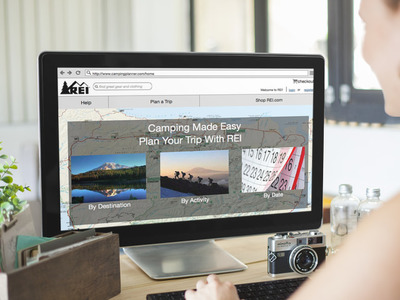 http://www.campingplanner.com/home
REI
find great gear and clothing
checkout
Welcome to REI
Help
Plan a Trip
Shop REI.com
Camping Made Easy
Plan Your Trip With REI
By Destination
By Activity
By Date